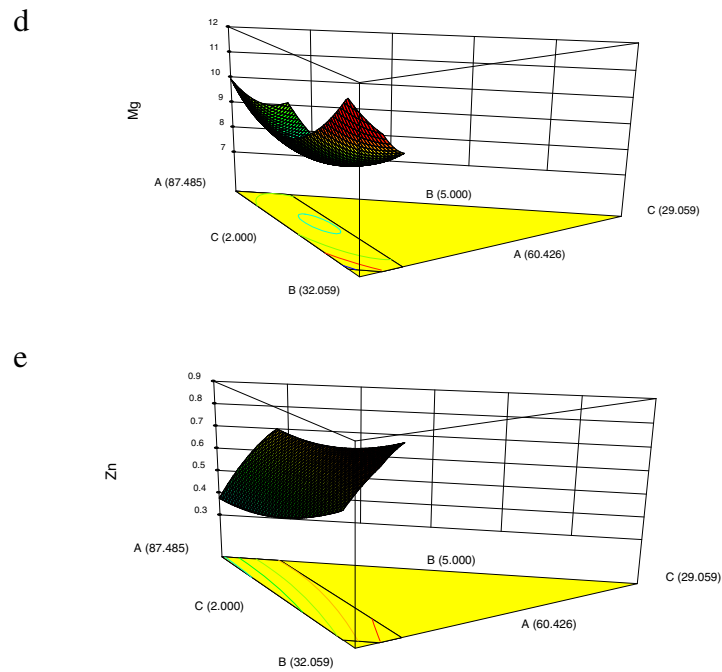 d
12
11
10
9
8
7
Mg
A (87.485)
B (5.000)
C (29.059)
C (2.000)
A (60.426)
B (32.059)
e
0.9
0.8
0.7
0.6
0.5
0.4
0.3
Zn
A (87.485)
B (5.000)
C (29.059)
C (2.000)
A (60.426)
B (32.059)